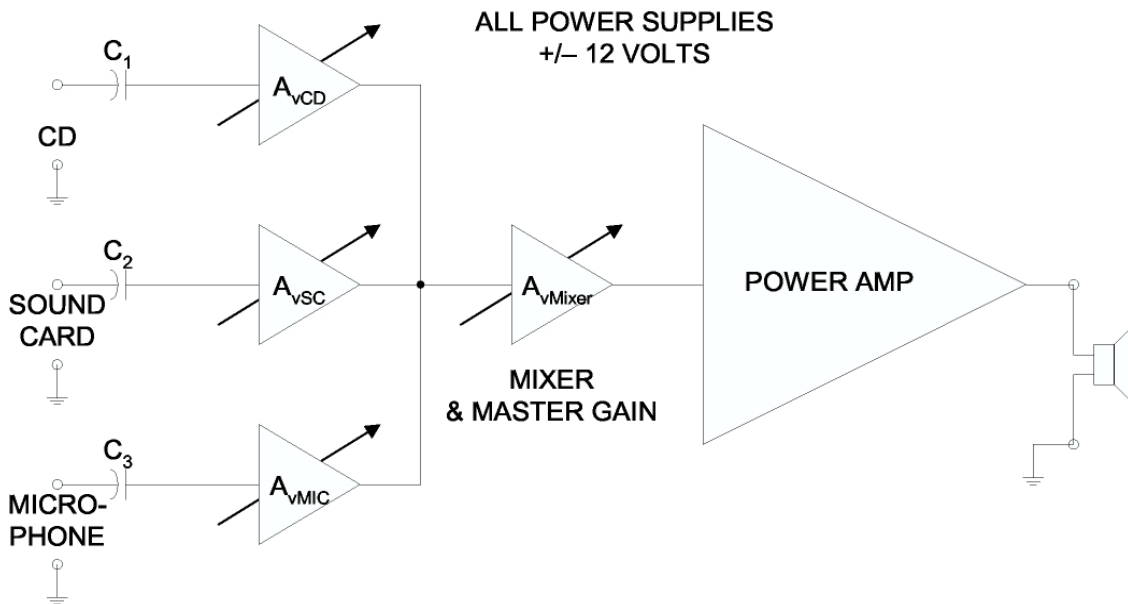 ALL POWER SUPPLIES
+/– 12 VOLTS
C1
AvCD
CD
C2
AvSC
SOUND
CARD
AvMixer
POWER AMP
MIXER
& MASTER GAIN
C3
AvMIC
MICRO-
PHONE